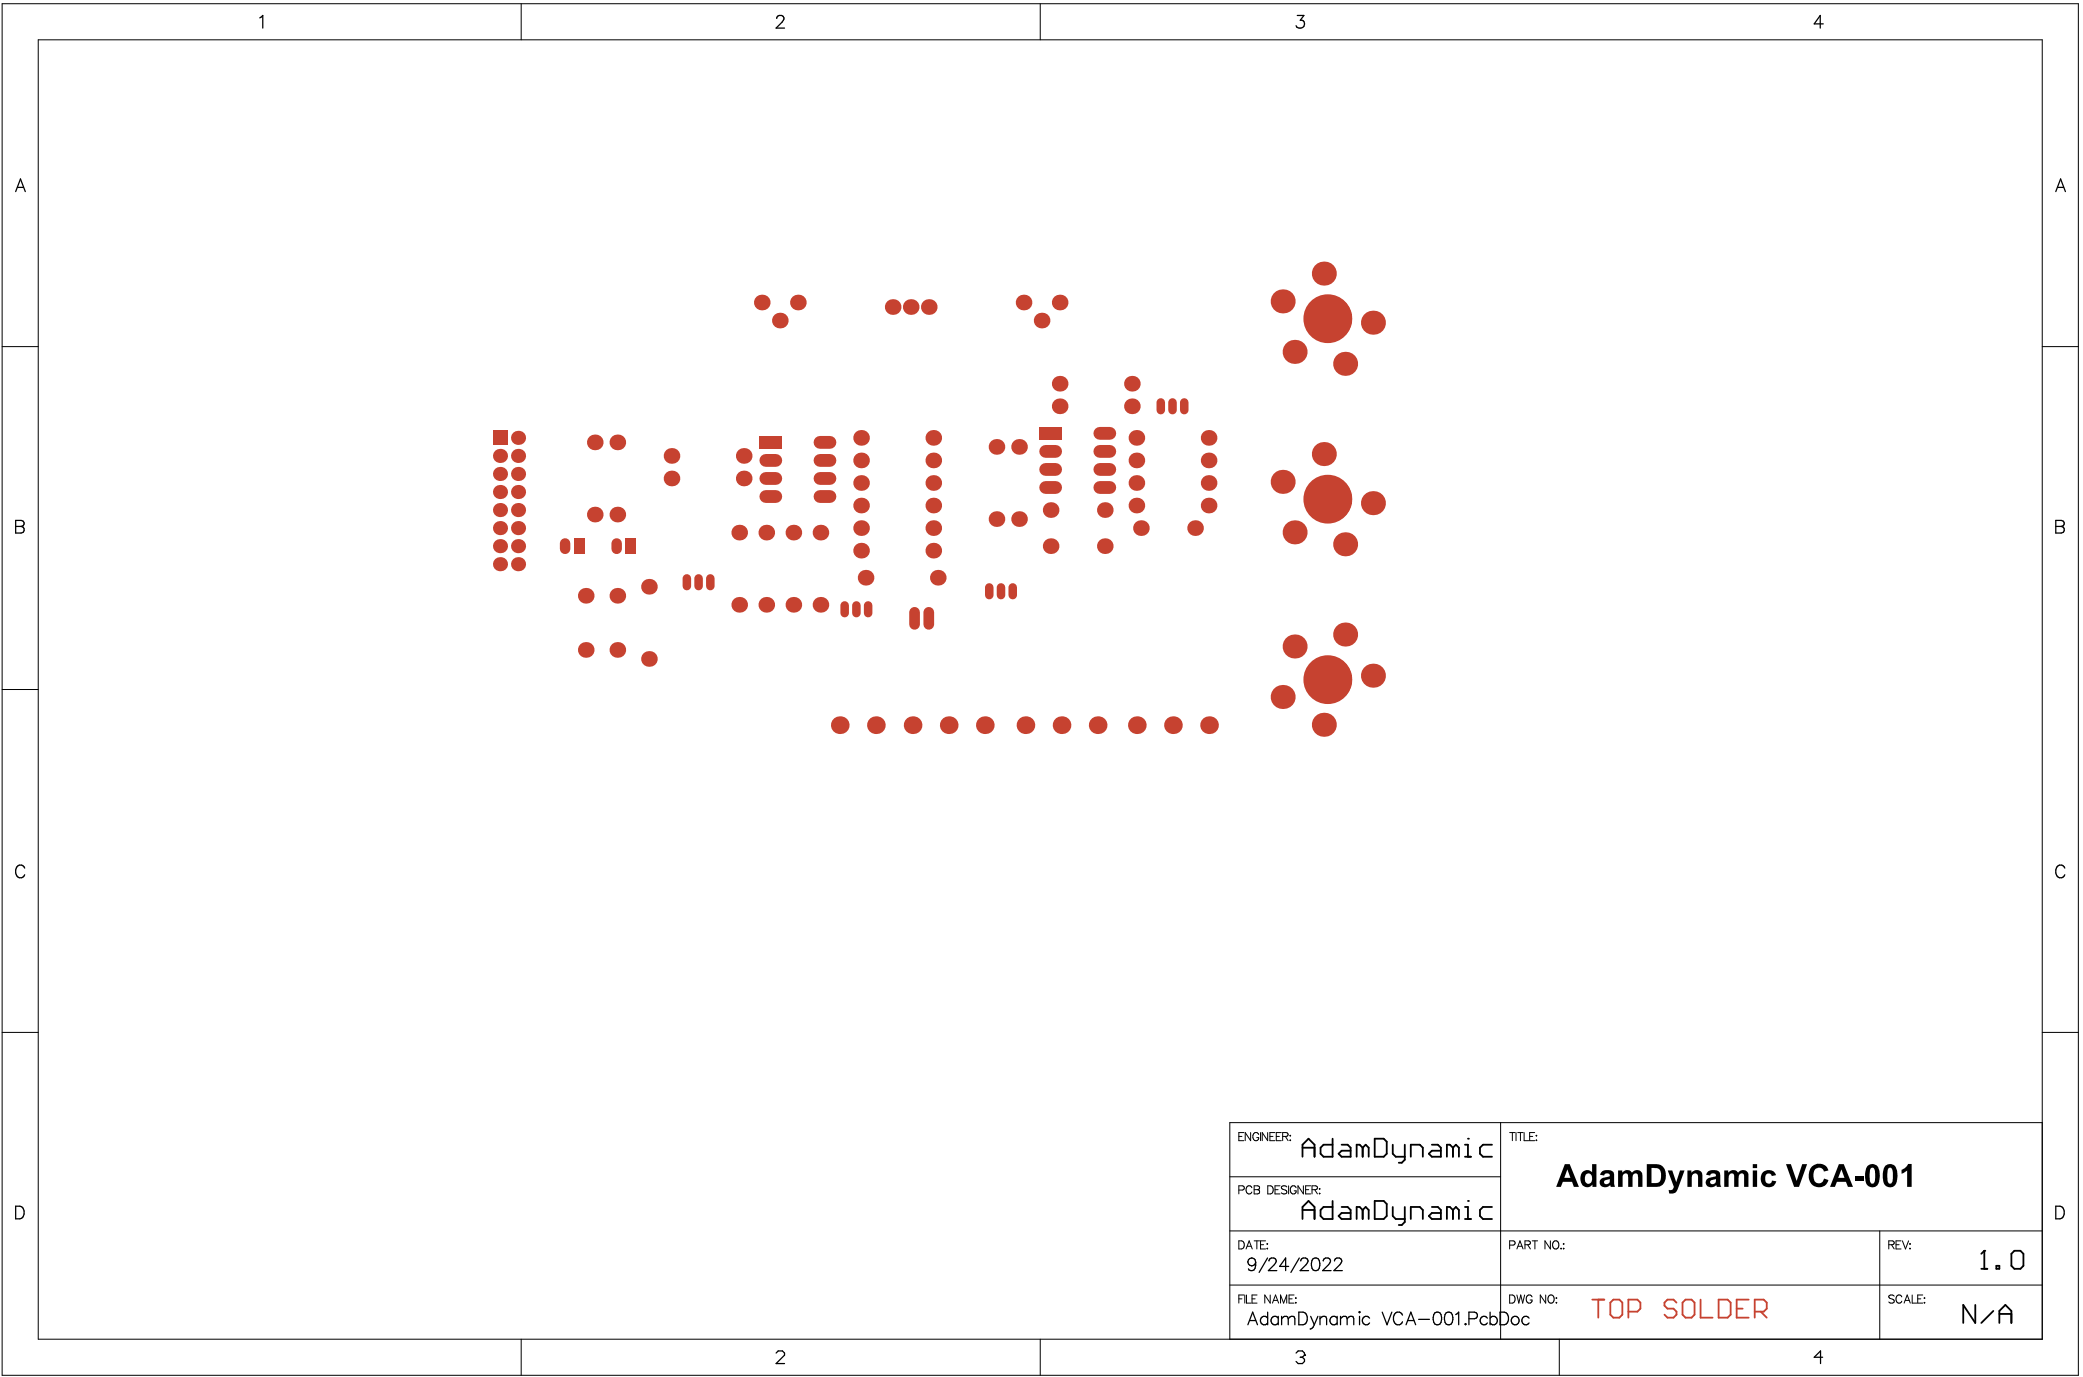 1 2 3 4
A A
B B
C C
D D
ENGINEER: AdamDynamic
TITLE:
AdamDynamic VCA-001
PCB DESIGNER:
AdamDynamic
DATE:
9/24/2022
PART NO.:
REV:
1.0
FILE NAME:
AdamDynamic VCA-001.PcbDoc
DWG NO: TOP SOLDER
SCALE:
N/A
2 3 4